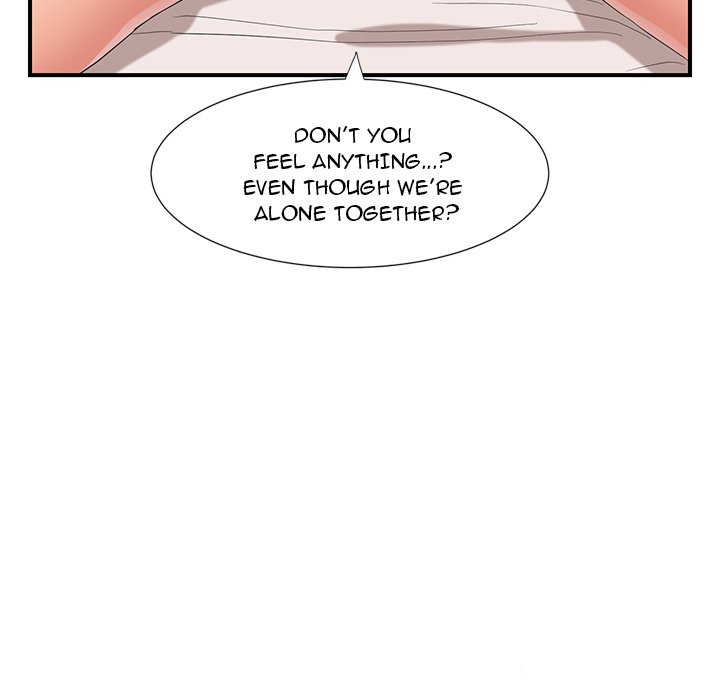 DON'T YOU
FEEL ANYTHING...?
EVEN THOUGH WE'RE
ALONE TOGETHER?